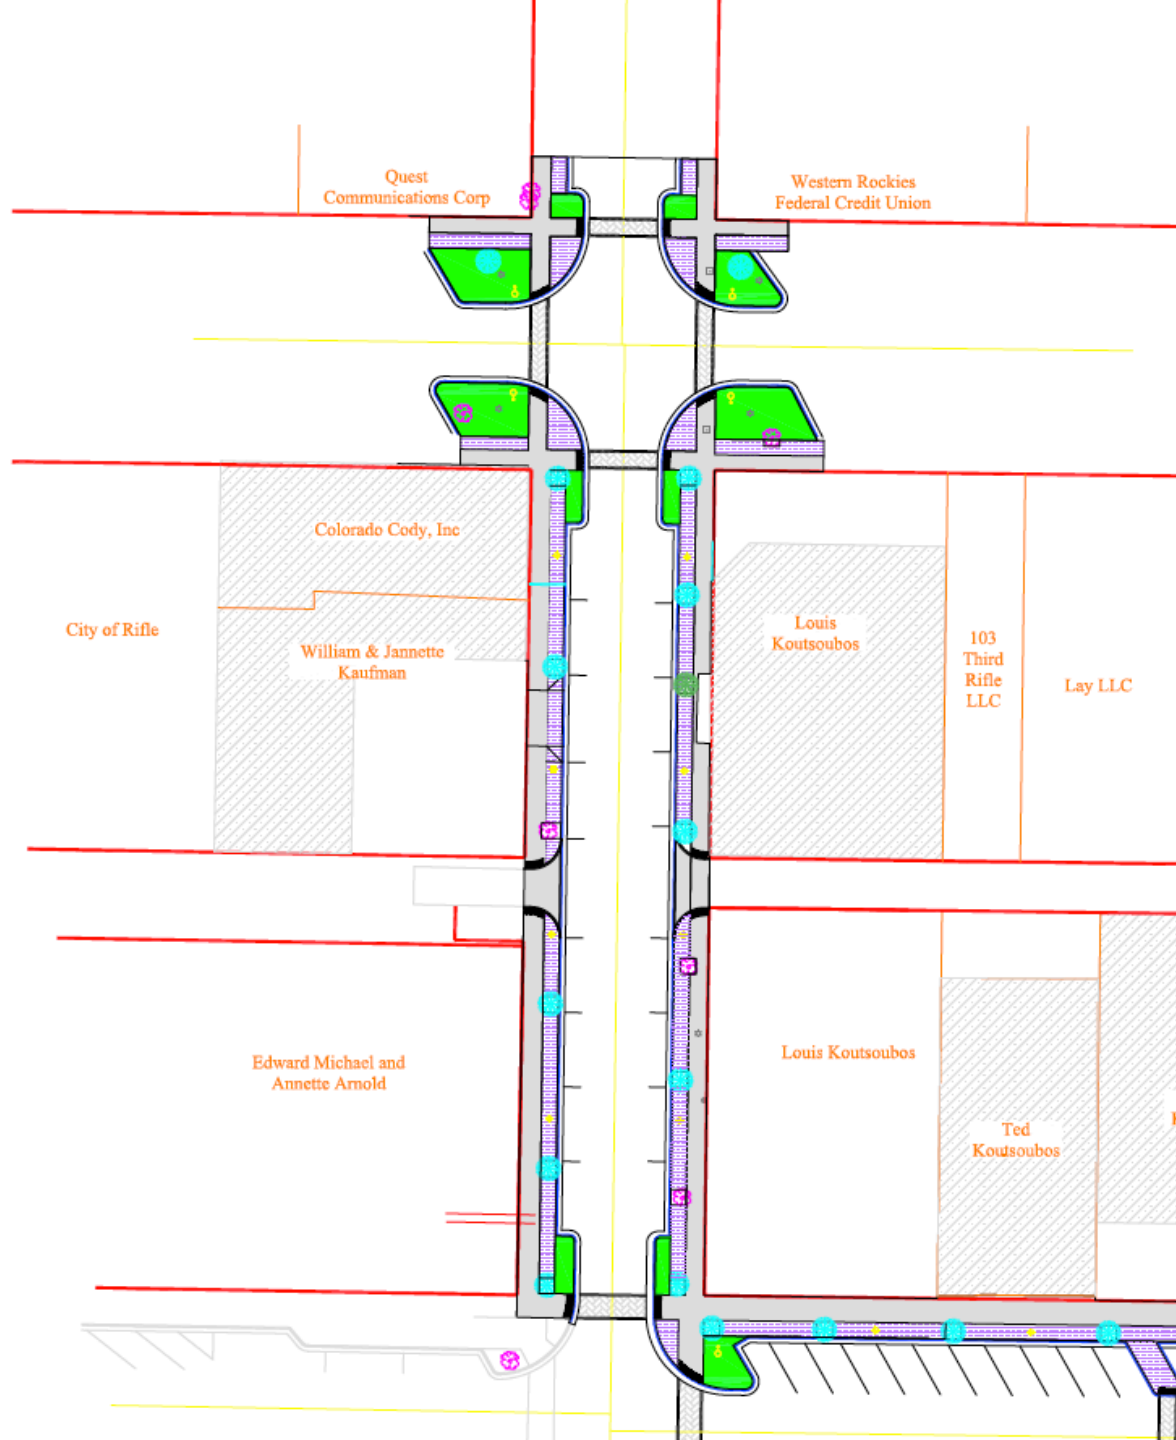 Quest
Communications Corp
Western Rockies
Federal Credit Union
Colorado Cody, Inc
City of Rifle
William & Jannette
Kaufman
Louis
Koutsoubos
103
Third
Rifle
LLC
Lay LLC
Edward Michael and
Annette Arnold
Louis Koutsoubos
Ted
Koutsoubos